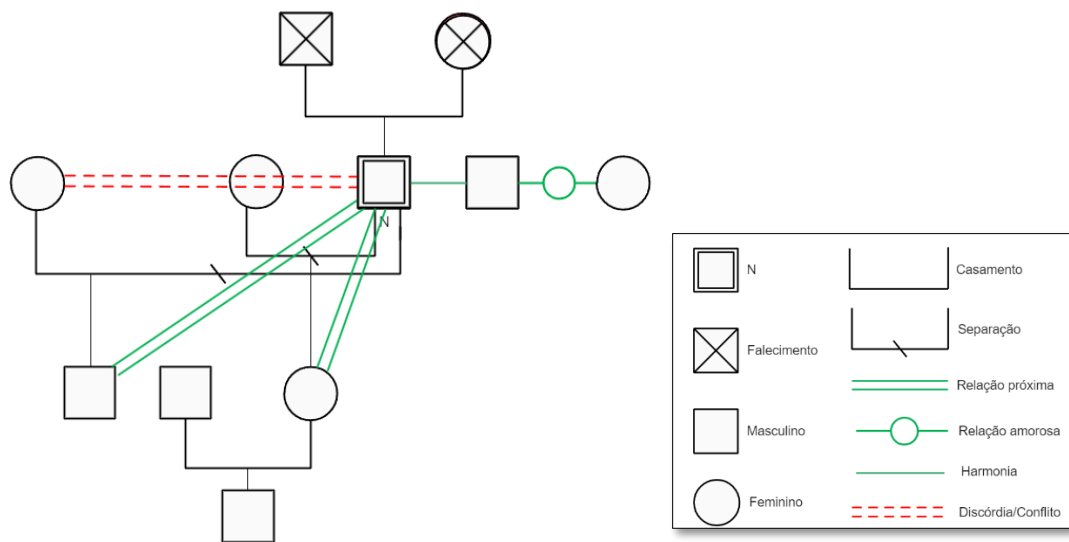 N
N
Casamento
Falecimento
Separação
Relação próxima
Masculino
Relação amorosa
Harmonia
Feminino
Discórdia/Conflito